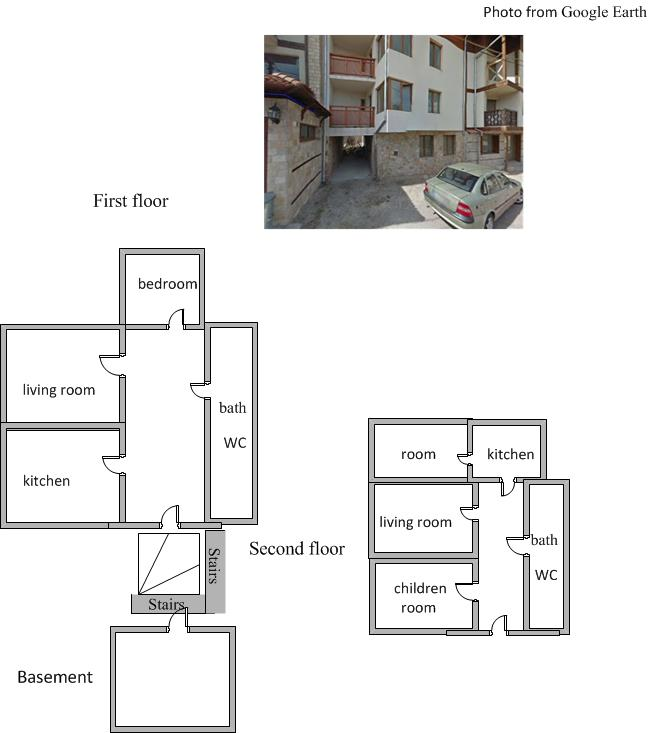 Photo from Google Earth
First floor
bedroom
living room
bath
WC
kitchen
Stairs
Stairs
Basement
Second floor
room
kitchen
living room
bath
WC
children
room